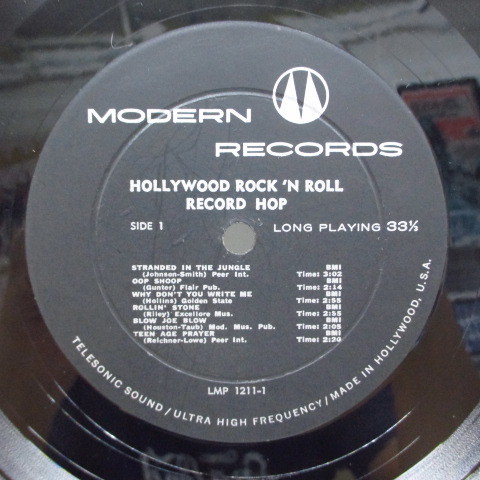 MODERN
RECORDS
HOLLYWOOD ROCK 'N ROLL
RECORD HOP
SIDE 1
LONG PLAYING 33⅓
STRANDED IN THE JUNGLE BMI
(Johnson-Smith) Peer Int. Time: 3:02
OOP SHOOP BMI
(Gunter) Flair Pub. Time: 2:14
WHY DON'T YOU WRITE ME BMI
(Hollins) Golden State Time: 2:55
ROLLIN' STONE BMI
(Riley) Excellore Mus. Time: 2:55
BLOW JOE BLOW BMI
(Houston-Taub) Mod. Mus. Pub. Time: 2:05
TEEN AGE PRAYER BMI
(Reichner-Lowe) Peer Int. Time: 2:20
LMP 1211-1
TELESONIC SOUND / ULTRA HIGH FREQUENCY / MADE IN HOLLYWOOD, U.S.A.